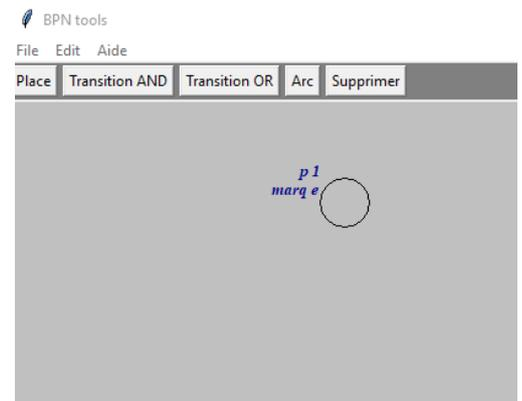 BPN tools
File Edit Aide
Place Transition AND Transition OR Arc Supprimer
p 1
marq e